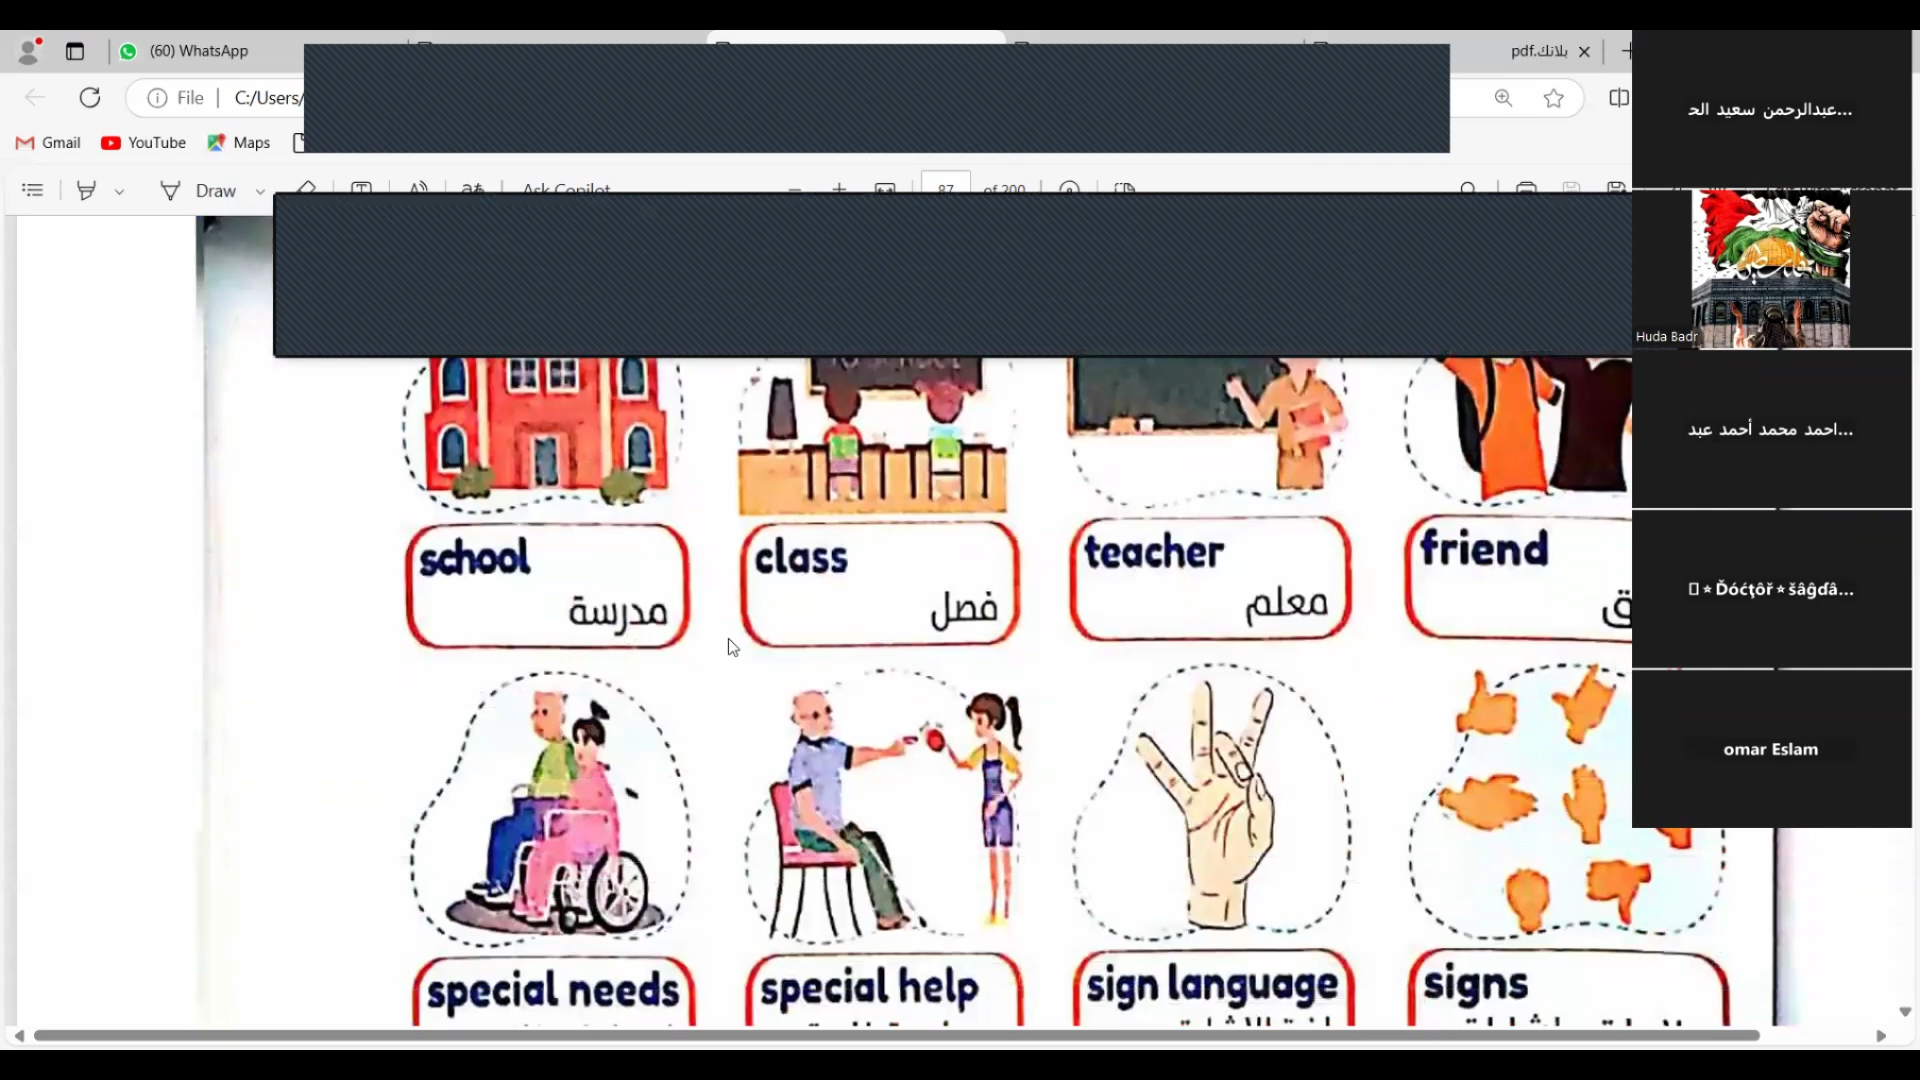 (60) WhatsApp
بلانك.pdf
File
C:/Users/
Gmail
YouTube
Maps
Draw
Ask Copilot
87
of 200
عبدالرحمن سعيد الح...
Huda Badr
احمد محمد أحمد عبد...
omar Eslam
school
مدرسة
class
فصل
teacher
معلم
friend
special needs
special help
sign language
signs